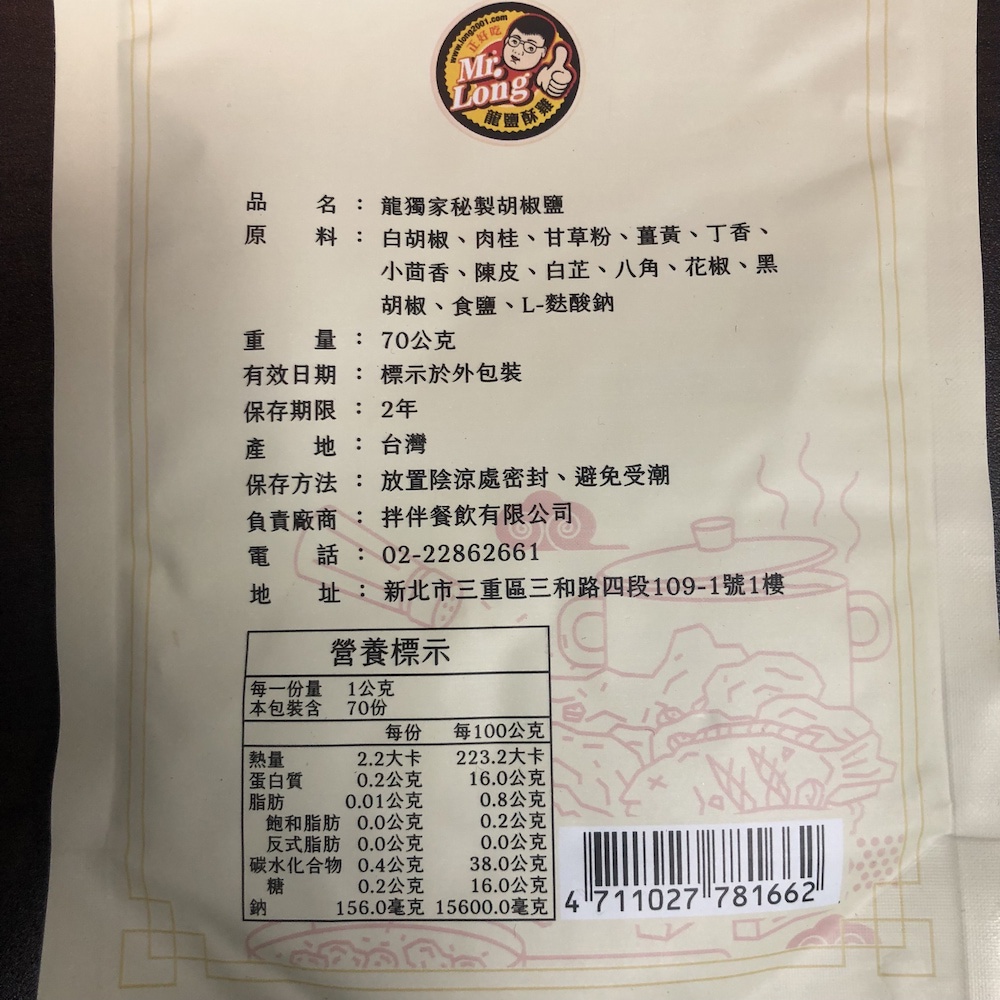 www.long2001.com
正好吃
Mr.
Long
龍鹽酥雞
品名：龍獨家秘製胡椒鹽
原料：白胡椒、肉桂、甘草粉、薑黃、丁香、
小茴香、陳皮、白芷、八角、花椒、黑
胡椒、食鹽、L-麩酸鈉
重量：70公克
有效日期：標示於外包裝
保存期限：2年
產地：台灣
保存方法：放置陰涼處密封、避免受潮
負責廠商：拌伴餐飲有限公司
電話：02-22862661
地址：新北市三重區三和路四段109-1號1樓
營養標示
每一份量 1公克
本包裝含 70份
每份 每100公克
熱量 2.2大卡 223.2大卡
蛋白質 0.2公克 16.0公克
脂肪 0.01公克 0.8公克
飽和脂肪 0.0公克 0.2公克
反式脂肪 0.0公克 0.0公克
碳水化合物 0.4公克 38.0公克
糖 0.2公克 16.0公克
鈉 156.0毫克 15600.0毫克
4 711027 781662